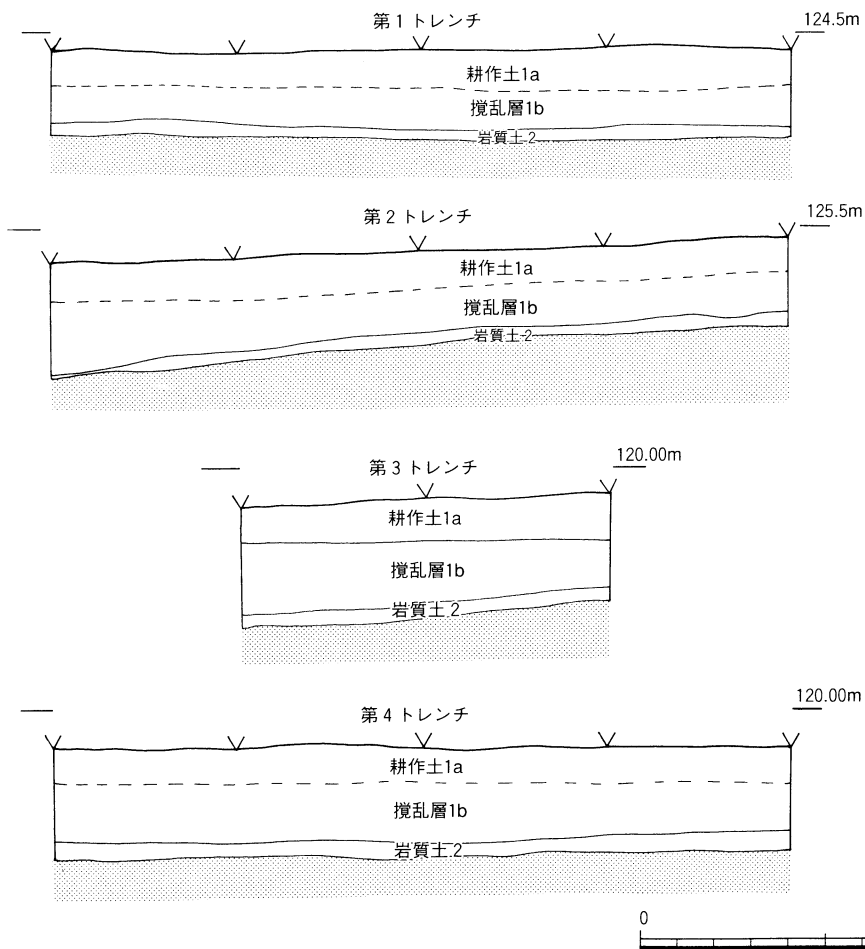 第1トレンチ
124.5m
耕作土1a
撹乱層1b
岩質土2
第2トレンチ
125.5m
耕作土1a
撹乱層1b
岩質土2
第3トレンチ
120.00m
耕作土1a
撹乱層1b
岩質土2
第4トレンチ
120.00m
耕作土1a
撹乱層1b
岩質土2
0